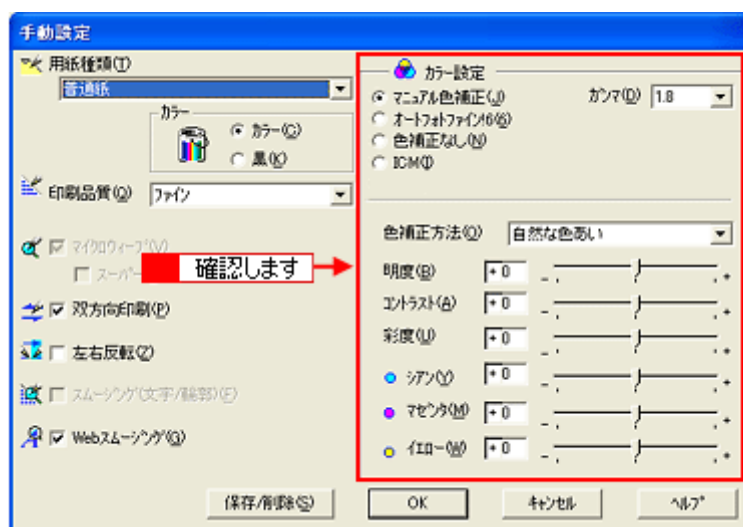 手動設定
用紙種類(T)
普通紙
カラー
カラー(C)
黒(K)
印刷品質(Q)
ファイン
マイクロウィーブ(V)
スーパー
双方向印刷(P)
左右反転(Z)
スムージング(文字/輪郭)(F)
Webスムージング(G)
確認します
カラー設定
マニュアル色補正(J)
ガンマ(D) 1.8
オートフォトファイン!6(6)
色補正なし(N)
ICM(I)
色補正方法(O) 自然な色あい
明度(B) +0 - +
コントラスト(A) +0 - +
彩度(U) +0 - +
シアン(Y) +0 - +
マゼンタ(M) +0 - +
イエロー(W) +0 - +
保存/削除(S)
OK
キャンセル
ヘルプ